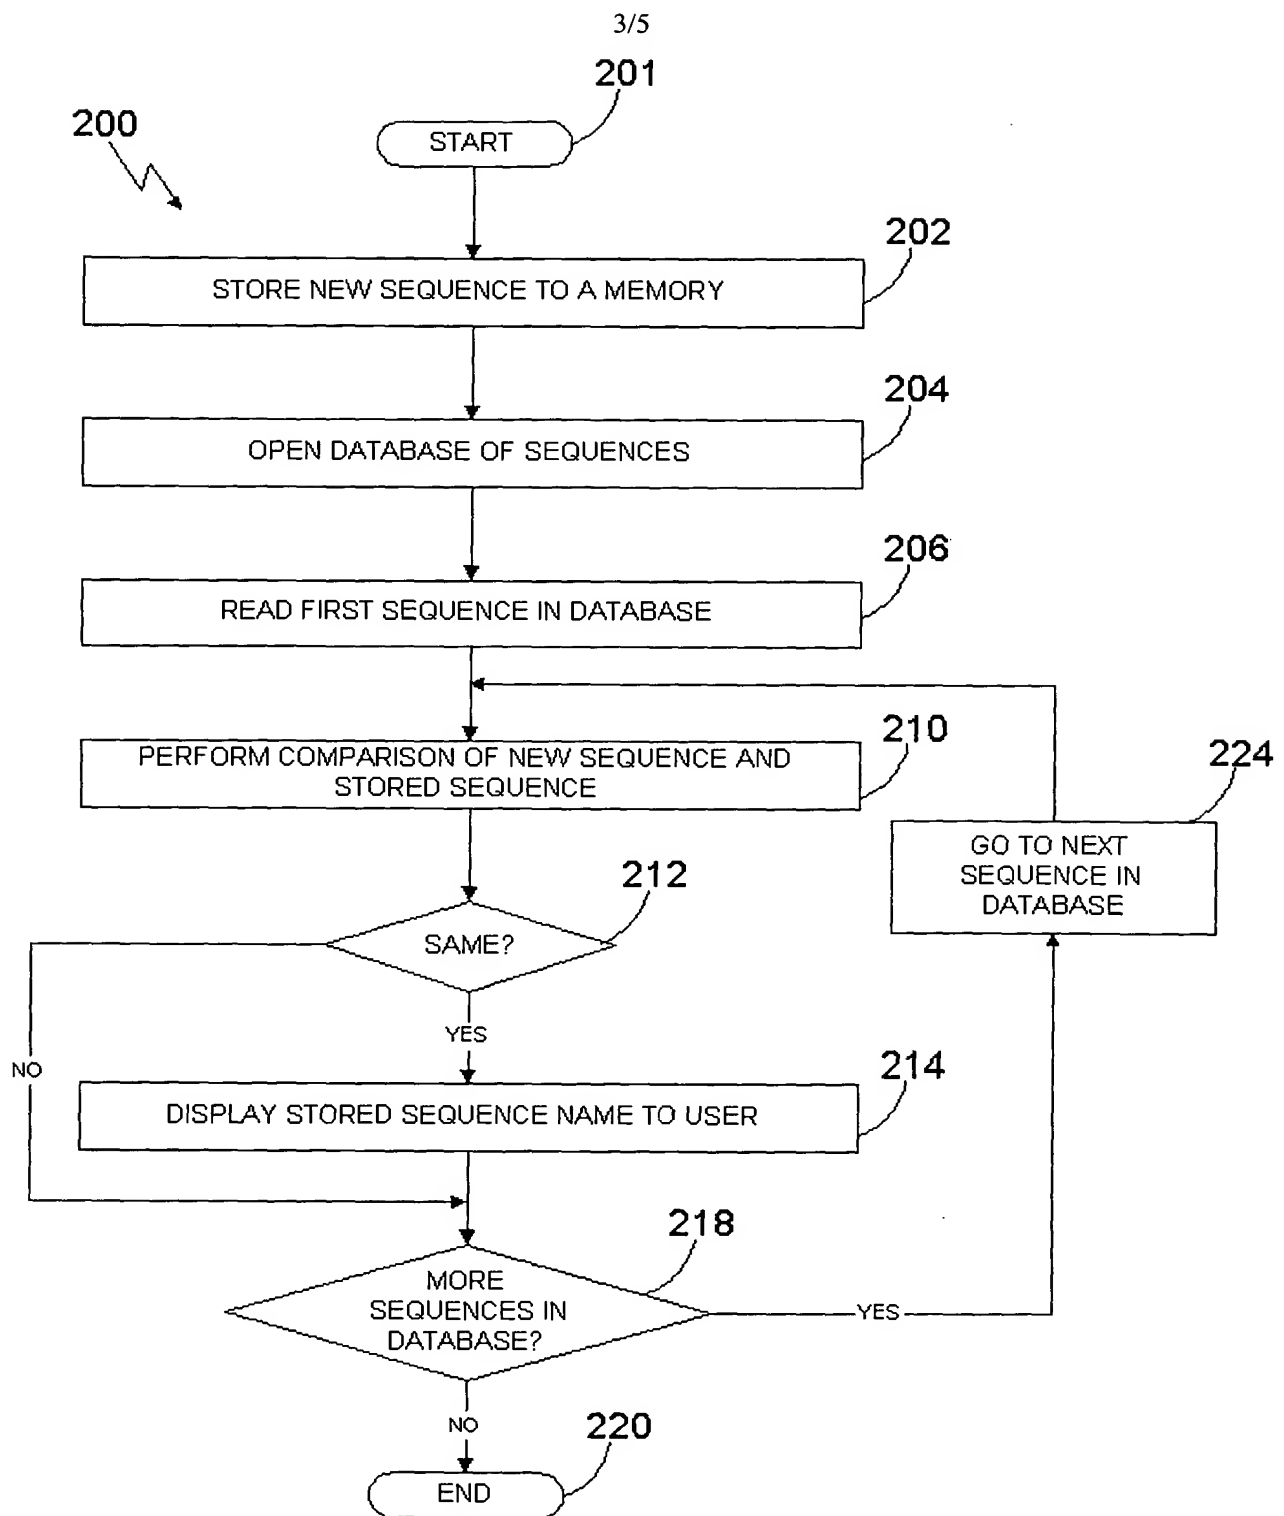 3/5
201
200
START
202
STORE NEW SEQUENCE TO A MEMORY
204
OPEN DATABASE OF SEQUENCES
206
READ FIRST SEQUENCE IN DATABASE
210
PERFORM COMPARISON OF NEW SEQUENCE AND
STORED SEQUENCE
224
GO TO NEXT
SEQUENCE IN
DATABASE
212
SAME?
YES
NO
214
DISPLAY STORED SEQUENCE NAME TO USER
218
MORE
SEQUENCES IN
DATABASE?
YES
NO
220
END